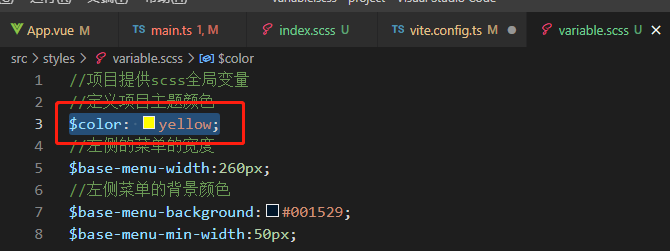 App.vue M
main.ts 1, M
index.scss U
vite.config.ts
variable.scss U
src > styles > variable.scss > $color
1 //项目提供scss全局变量
2 //定义项目主题颜色
3 $color: yellow;
4 //左侧的菜单的宽度
5 $base-menu-width:260px;
6 //左侧菜单的背景颜色
7 $base-menu-background: #001529;
8 $base-menu-min-width:50px;